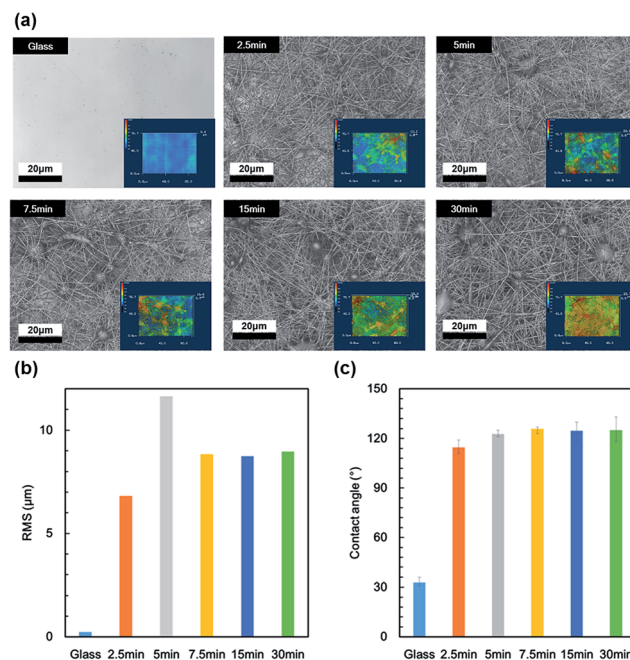 (a)
Glass
2.5min
5min
20µm
20µm
20µm
7.5min
15min
30min
20µm
20µm
20µm
(b)
(c)
10
5
0
RMS (µm)
Glass 2.5min 5min 7.5min 15min 30min
150
120
90
60
30
0
Contact angle (°)
Glass 2.5min 5min 7.5min 15min 30min